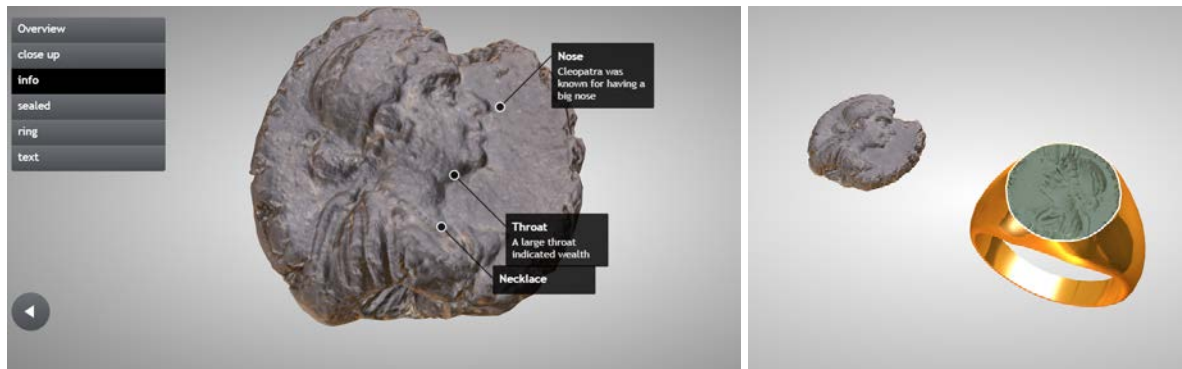 Overview
close up
info
sealed
ring
text
Nose
Cleopatra was
known for having a
big nose
Throat
A large throat
indicated wealth
Necklace